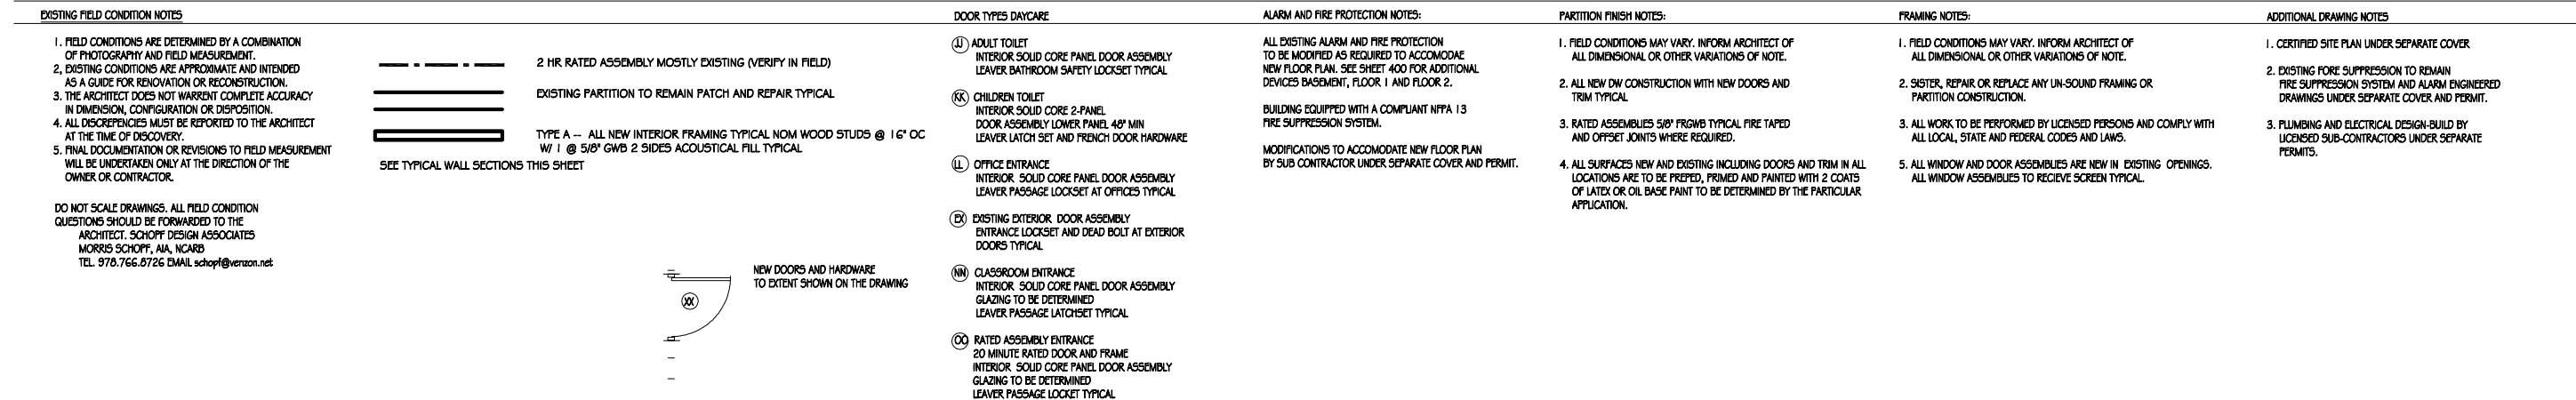 EXISTING FIELD CONDITION NOTES
1. FIELD CONDITIONS ARE DETERMINED BY A COMBINATION
OF PHOTOGRAPHY AND FIELD MEASUREMENT.
2, EXISTING CONDITIONS ARE APPROXIMATE AND INTENDED
AS A GUIDE FOR RENOVATION OR RECONSTRUCTION.
3. THE ARCHITECT DOES NOT WARRENT COMPLETE ACCURACY
IN DIMENSION, CONFIGURATION OR DISPOSITION.
4. ALL DISCREPENCIES MUST BE REPORTED TO THE ARCHITECT
AT THE TIME OF DISCOVERY.
5. FINAL DOCUMENTATION OR REVISIONS TO FIELD MEASUREMENT
WILL BE UNDERTAKEN ONLY AT THE DIRECTION OF THE
OWNER OR CONTRACTOR.
DO NOT SCALE DRAWINGS. ALL FIELD CONDITION
QUESTIONS SHOULD BE FORWARDED TO THE
ARCHITECT. SCHOPF DESIGN ASSOCIATES
MORRIS SCHOPF, AIA, NCARB
TEL. 978.766.8726 EMAIL schopf@verizon.net
2 HR RATED ASSEMBLY MOSTLY EXISTING (VERIFY IN FIELD)
EXISTING PARTITION TO REMAIN PATCH AND REPAIR TYPICAL
TYPE A -- ALL NEW INTERIOR FRAMING TYPICAL NOM WOOD STUDS @ 16" OC
W/ 1 @ 5/8" GWB 2 SIDES ACOUSTICAL FILL TYPICAL
SEE TYPICAL WALL SECTIONS THIS SHEET
XX
NEW DOORS AND HARDWARE
TO EXTENT SHOWN ON THE DRAWING
DOOR TYPES DAYCARE
JJ ADULT TOILET
INTERIOR SOLID CORE PANEL DOOR ASSEMBLY
LEAVER BATHROOM SAFETY LOCKSET TYPICAL
KK CHILDREN TOILET
INTERIOR SOLID CORE 2-PANEL
DOOR ASSEMBLY LOWER PANEL 48" MIN
LEAVER LATCH SET AND FRENCH DOOR HARDWARE
LL OFFICE ENTRANCE
INTERIOR SOLID CORE PANEL DOOR ASSEMBLY
LEAVER PASSAGE LOCKSET AT OFFICES TYPICAL
EX EXISTING EXTERIOR DOOR ASSEMBLY
ENTRANCE LOCKSET AND DEAD BOLT AT EXTERIOR
DOORS TYPICAL
NN CLASSROOM ENTRANCE
INTERIOR SOLID CORE PANEL DOOR ASSEMBLY
GLAZING TO BE DETERMINED
LEAVER PASSAGE LATCHSET TYPICAL
OO RATED ASSEMBLY ENTRANCE
20 MINUTE RATED DOOR AND FRAME
INTERIOR SOLID CORE PANEL DOOR ASSEMBLY
GLAZING TO BE DETERMINED
LEAVER PASSAGE LOCKET TYPICAL
ALARM AND FIRE PROTECTION NOTES:
ALL EXISTING ALARM AND FIRE PROTECTION
TO BE MODIFIED AS REQUIRED TO ACCOMODAE
NEW FLOOR PLAN. SEE SHEET 400 FOR ADDITIONAL
DEVICES BASEMENT, FLOOR 1 AND FLOOR 2.
BUILDING EQUIPPED WITH A COMPLIANT NFPA 13
FIRE SUPPRESSION SYSTEM.
MODIFICATIONS TO ACCOMODATE NEW FLOOR PLAN
BY SUB CONTRACTOR UNDER SEPARATE COVER AND PERMIT.
PARTITION FINISH NOTES:
1. FIELD CONDITIONS MAY VARY. INFORM ARCHITECT OF
ALL DIMENSIONAL OR OTHER VARIATIONS OF NOTE.
2. ALL NEW DW CONSTRUCTION WITH NEW DOORS AND
TRIM TYPICAL
3. RATED ASSEMBLIES 5/8" FRGWB TYPICAL FIRE TAPED
AND OFFSET JOINTS WHERE REQUIRED.
4. ALL SURFACES NEW AND EXISTING INCLUDING DOORS AND TRIM IN ALL
LOCATIONS ARE TO BE PREPED, PRIMED AND PAINTED WITH 2 COATS
OF LATEX OR OIL BASE PAINT TO BE DETERMINED BY THE PARTICULAR
APPLICATION.
FRAMING NOTES:
1. FIELD CONDITIONS MAY VARY. INFORM ARCHITECT OF
ALL DIMENSIONAL OR OTHER VARIATIONS OF NOTE.
2. SISTER, REPAIR OR REPLACE ANY UN-SOUND FRAMING OR
PARTITION CONSTRUCTION.
3. ALL WORK TO BE PERFORMED BY LICENSED PERSONS AND COMPLY WITH
ALL LOCAL, STATE AND FEDERAL CODES AND LAWS.
5. ALL WINDOW AND DOOR ASSEMBLIES ARE NEW IN EXISTING OPENINGS.
ALL WINDOW ASSEMBLIES TO RECIEVE SCREEN TYPICAL.
ADDITIONAL DRAWING NOTES
1. CERTIFIED SITE PLAN UNDER SEPARATE COVER
2. EXISTING FORE SUPPRESSION TO REMAIN
FIRE SUPPRESSION SYSTEM AND ALARM ENGINEERED
DRAWINGS UNDER SEPARATE COVER AND PERMIT.
3. PLUMBING AND ELECTRICAL DESIGN-BUILD BY
LICENSED SUB-CONTRACTORS UNDER SEPARATE
PERMITS.